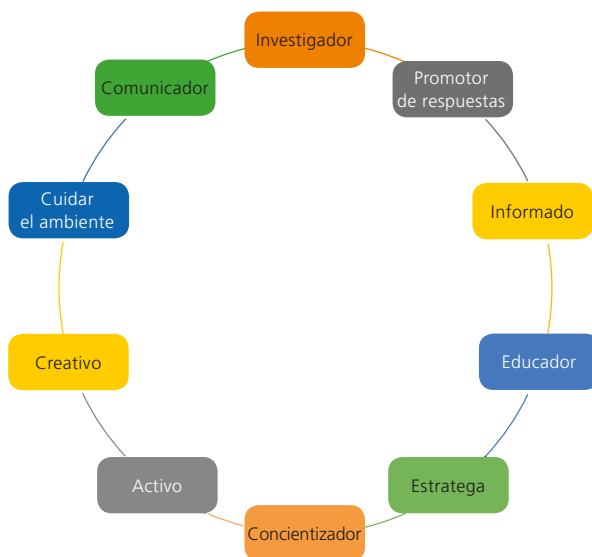 Investigador
Promotor
de respuestas
Informado
Educador
Estratega
Concientizador
Activo
Creativo
Cuidar
el ambiente
Comunicador